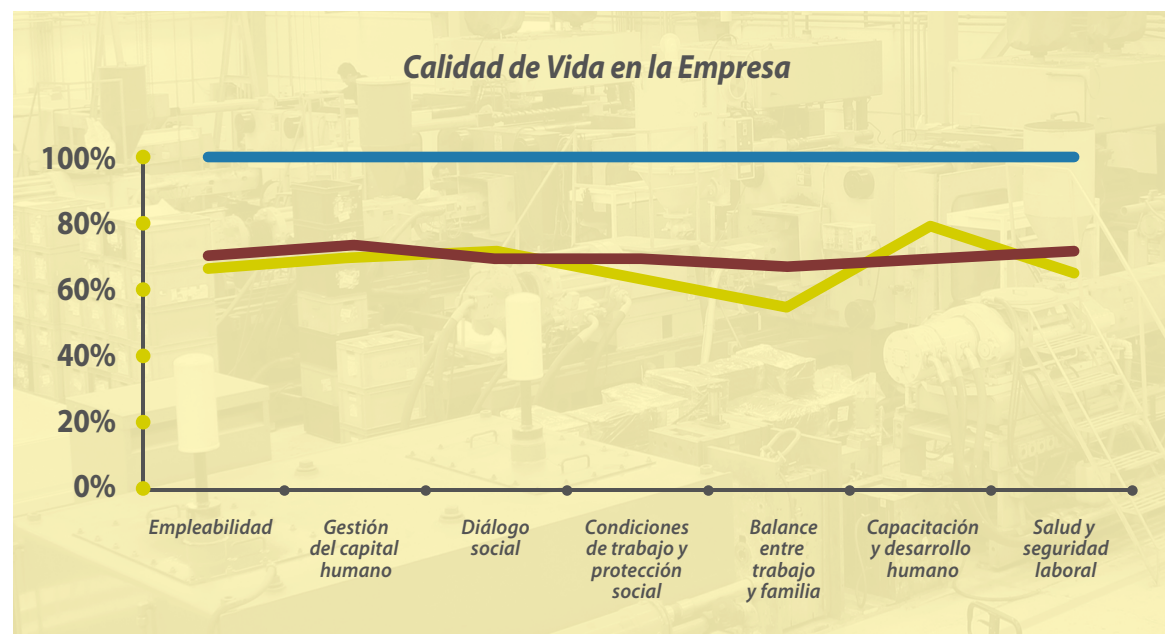 Calidad de Vida en la Empresa
100%
80%
60%
40%
20%
0%
Empleabilidad
Gestión
del capital
humano
Diálogo
social
Condiciones
de trabajo y
protección
social
Balance
entre
trabajo
y familia
Capacitación
y desarrollo
humano
Salud y
seguridad
laboral